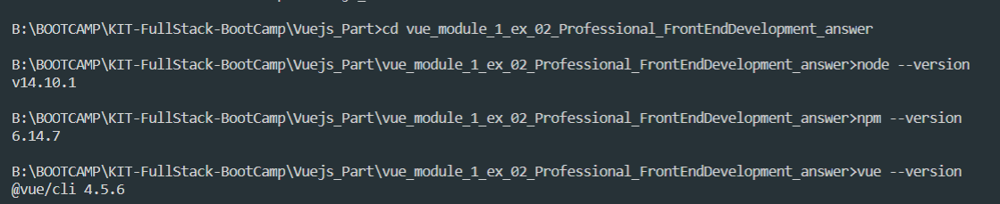 B:\BOOTCAMP\KIT-FullStack-BootCamp\Vuejs_Part>cd vue_module_1_ex_02_Professional_FrontEndDevelopment_answer
B:\BOOTCAMP\KIT-FullStack-BootCamp\Vuejs_Part\vue_module_1_ex_02_Professional_FrontEndDevelopment_answer>node --version
v14.10.1
B:\BOOTCAMP\KIT-FullStack-BootCamp\Vuejs_Part\vue_module_1_ex_02_Professional_FrontEndDevelopment_answer>npm --version
6.14.7
B:\BOOTCAMP\KIT-FullStack-BootCamp\Vuejs_Part\vue_module_1_ex_02_Professional_FrontEndDevelopment_answer>vue --version
@vue/cli 4.5.6